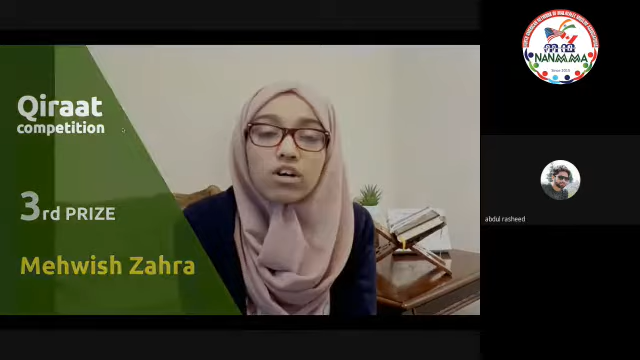 Qiraat
competition
3rd PRIZE
Mehwish Zahra
NANMMA
abdul rasheed